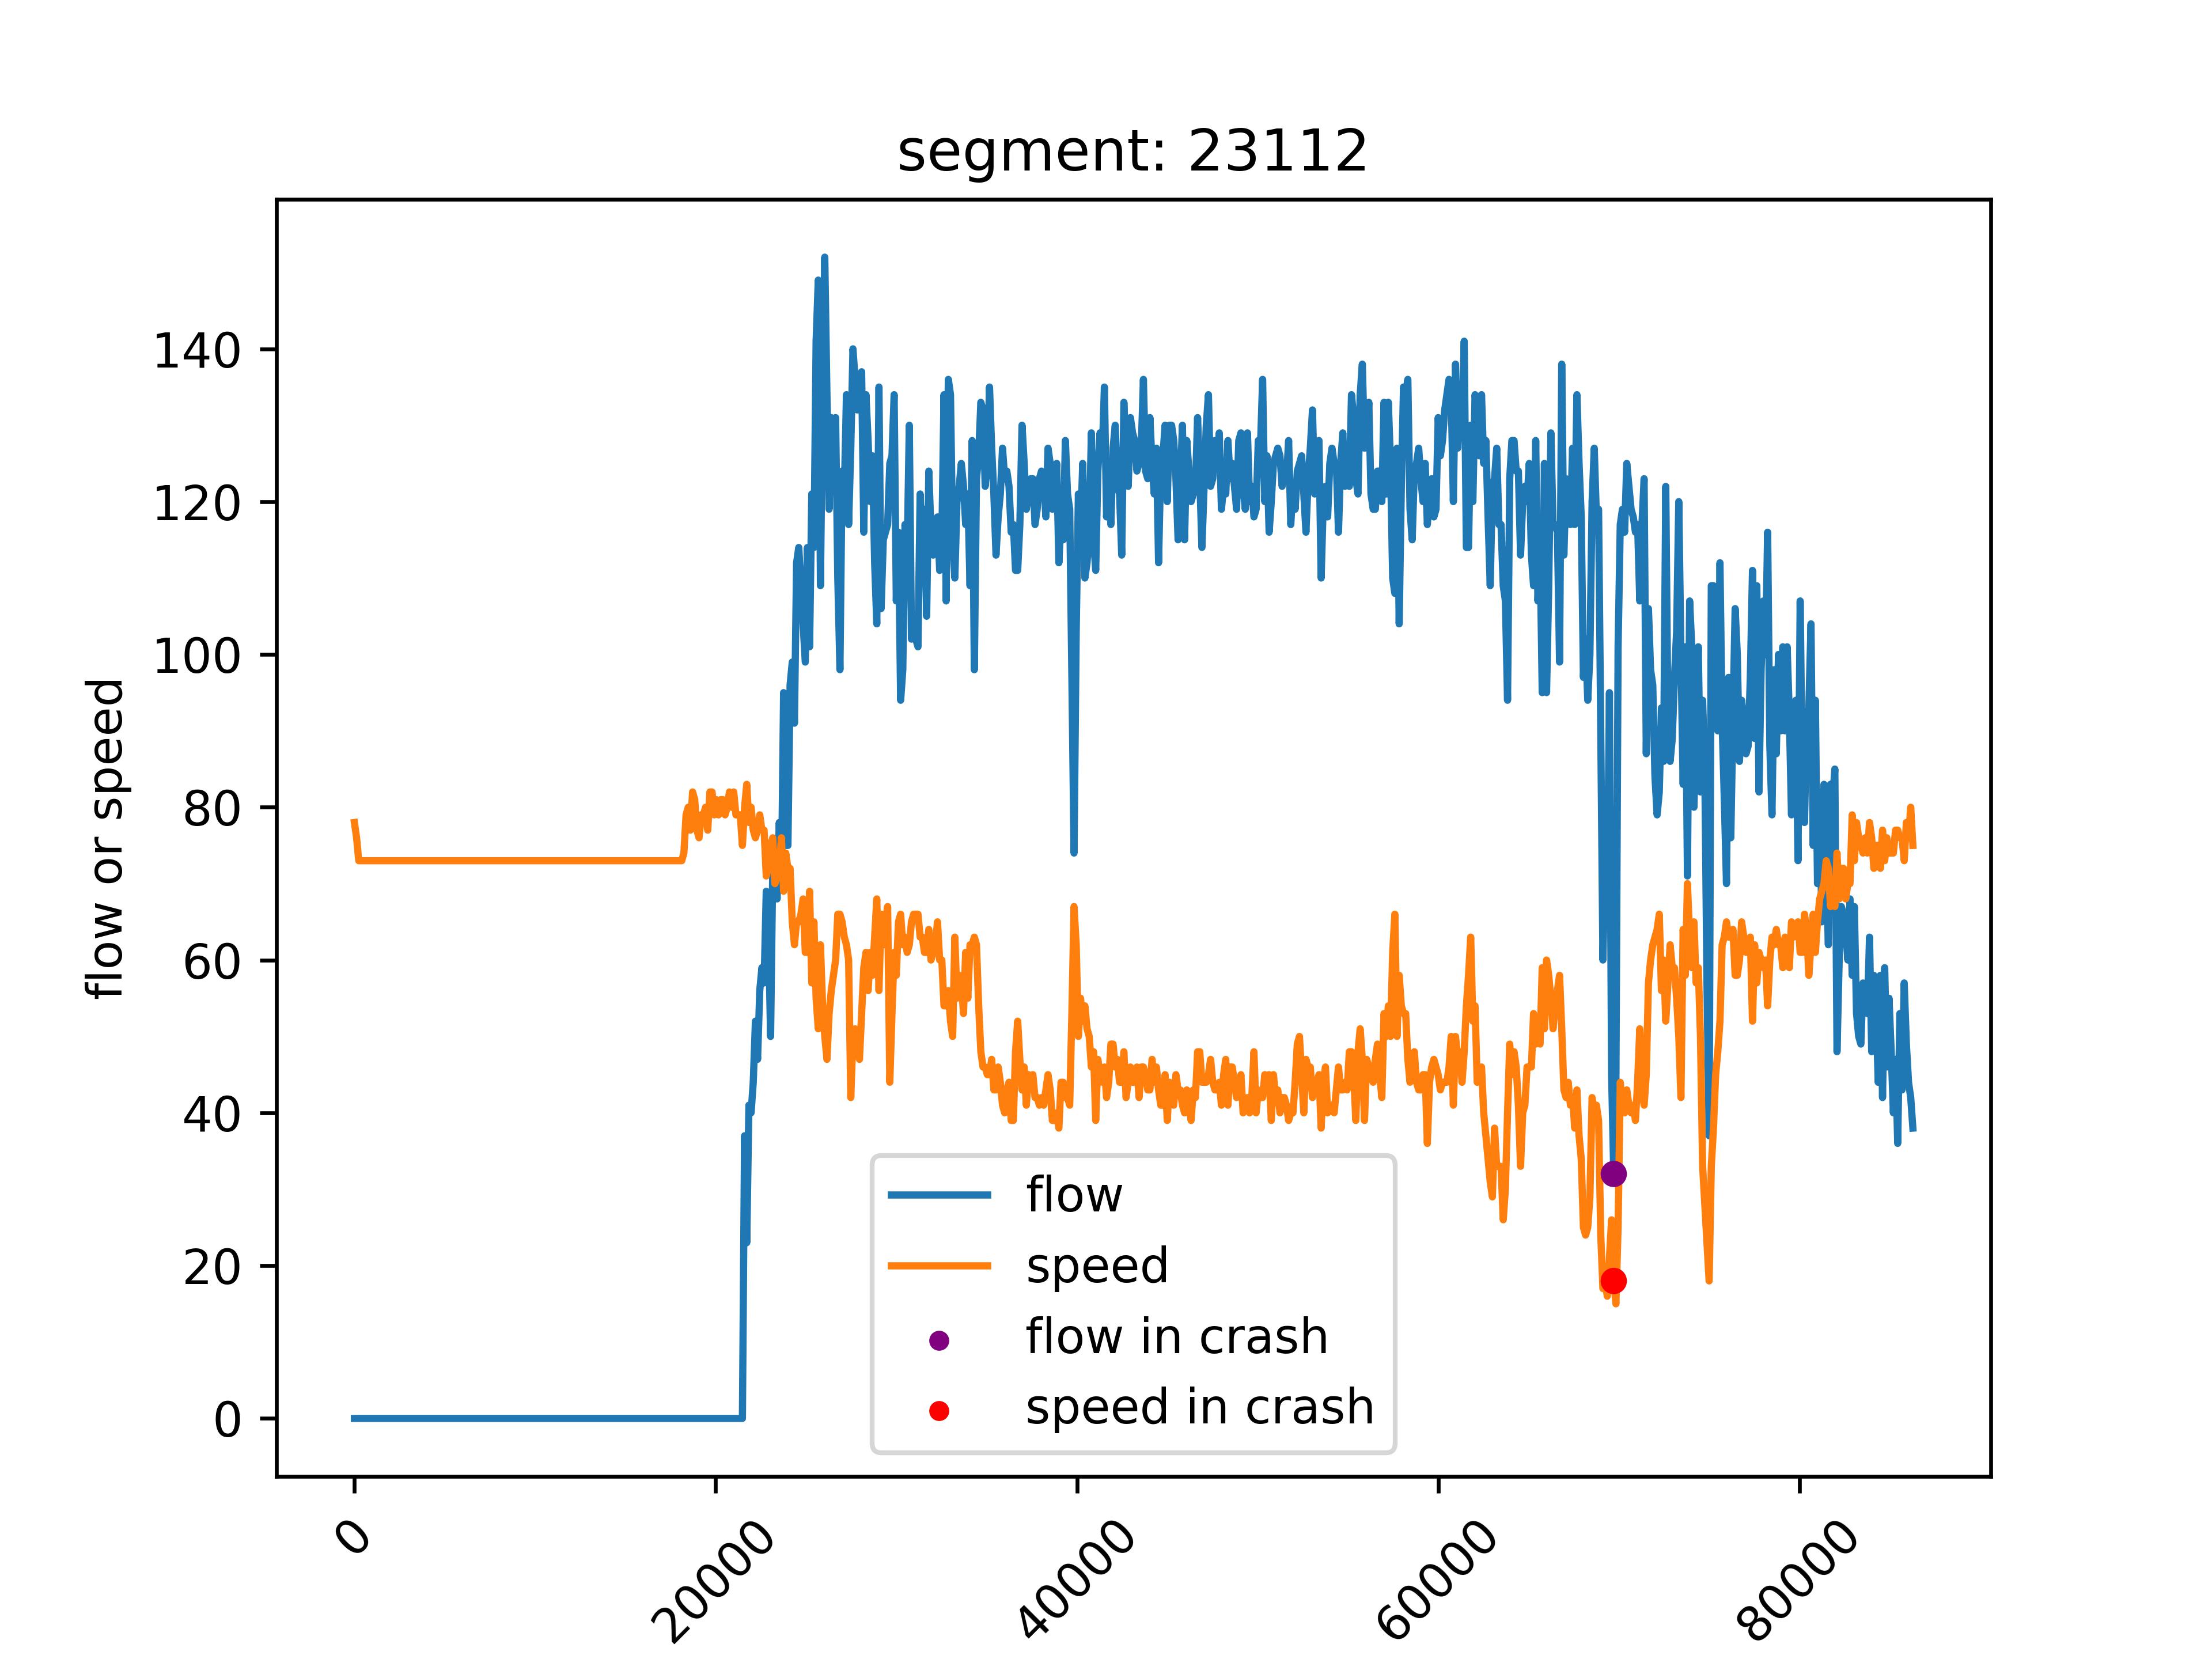 segment: 23112
flow or speed
140
120
100
80
60
40
20
0
flow
speed
flow in crash
speed in crash
0
20000
40000
60000
80000